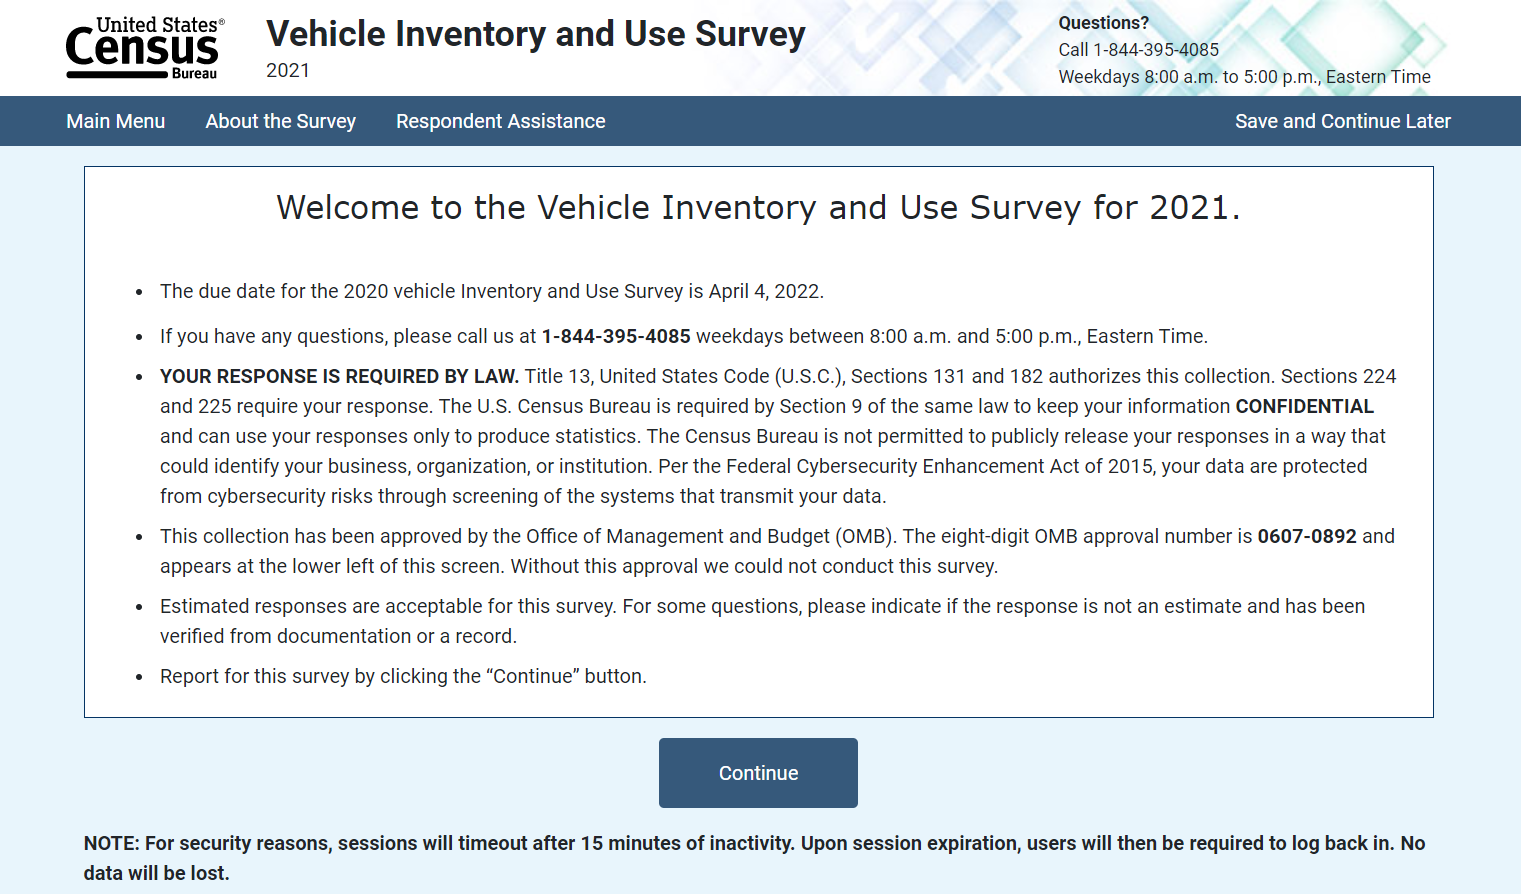 United States®
Census
Bureau
Vehicle Inventory and Use Survey
2021
Questions?
Call 1-844-395-4085
Weekdays 8:00 a.m. to 5:00 p.m., Eastern Time
Main Menu About the Survey Respondent Assistance Save and Continue Later
Welcome to the Vehicle Inventory and Use Survey for 2021.
• The due date for the 2020 vehicle Inventory and Use Survey is April 4, 2022.
• If you have any questions, please call us at 1-844-395-4085 weekdays between 8:00 a.m. and 5:00 p.m., Eastern Time.
• YOUR RESPONSE IS REQUIRED BY LAW. Title 13, United States Code (U.S.C.), Sections 131 and 182 authorizes this collection. Sections 224
and 225 require your response. The U.S. Census Bureau is required by Section 9 of the same law to keep your information CONFIDENTIAL
and can use your responses only to produce statistics. The Census Bureau is not permitted to publicly release your responses in a way that
could identify your business, organization, or institution. Per the Federal Cybersecurity Enhancement Act of 2015, your data are protected
from cybersecurity risks through screening of the systems that transmit your data.
• This collection has been approved by the Office of Management and Budget (OMB). The eight-digit OMB approval number is 0607-0892 and
appears at the lower left of this screen. Without this approval we could not conduct this survey.
• Estimated responses are acceptable for this survey. For some questions, please indicate if the response is not an estimate and has been
verified from documentation or a record.
• Report for this survey by clicking the “Continue” button.
Continue
NOTE: For security reasons, sessions will timeout after 15 minutes of inactivity. Upon session expiration, users will then be required to log back in. No
data will be lost.